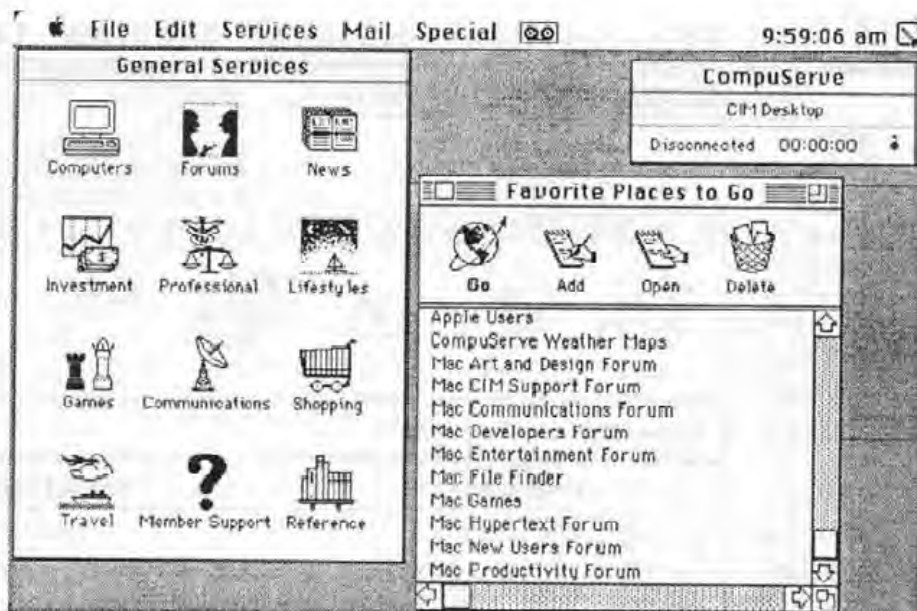 File Edit Services Mail Special
9:59:06 am
General Services
Computers Forums News
Investment Professional Lifestyles
Games Communications Shopping
Travel Member Support Reference
CompuServe
CIM Desktop
Disconnected 00:00:00
Favorite Places to Go
Go Add Open Delete
Apple Users
CompuServe Weather Maps
Mac Art and Design Forum
Mac CIM Support Forum
Mac Communications Forum
Mac Developers Forum
Mac Entertainment Forum
Mac File Finder
Mac Games
Mac Hypertext Forum
Mac New Users Forum
Mac Productivity Forum